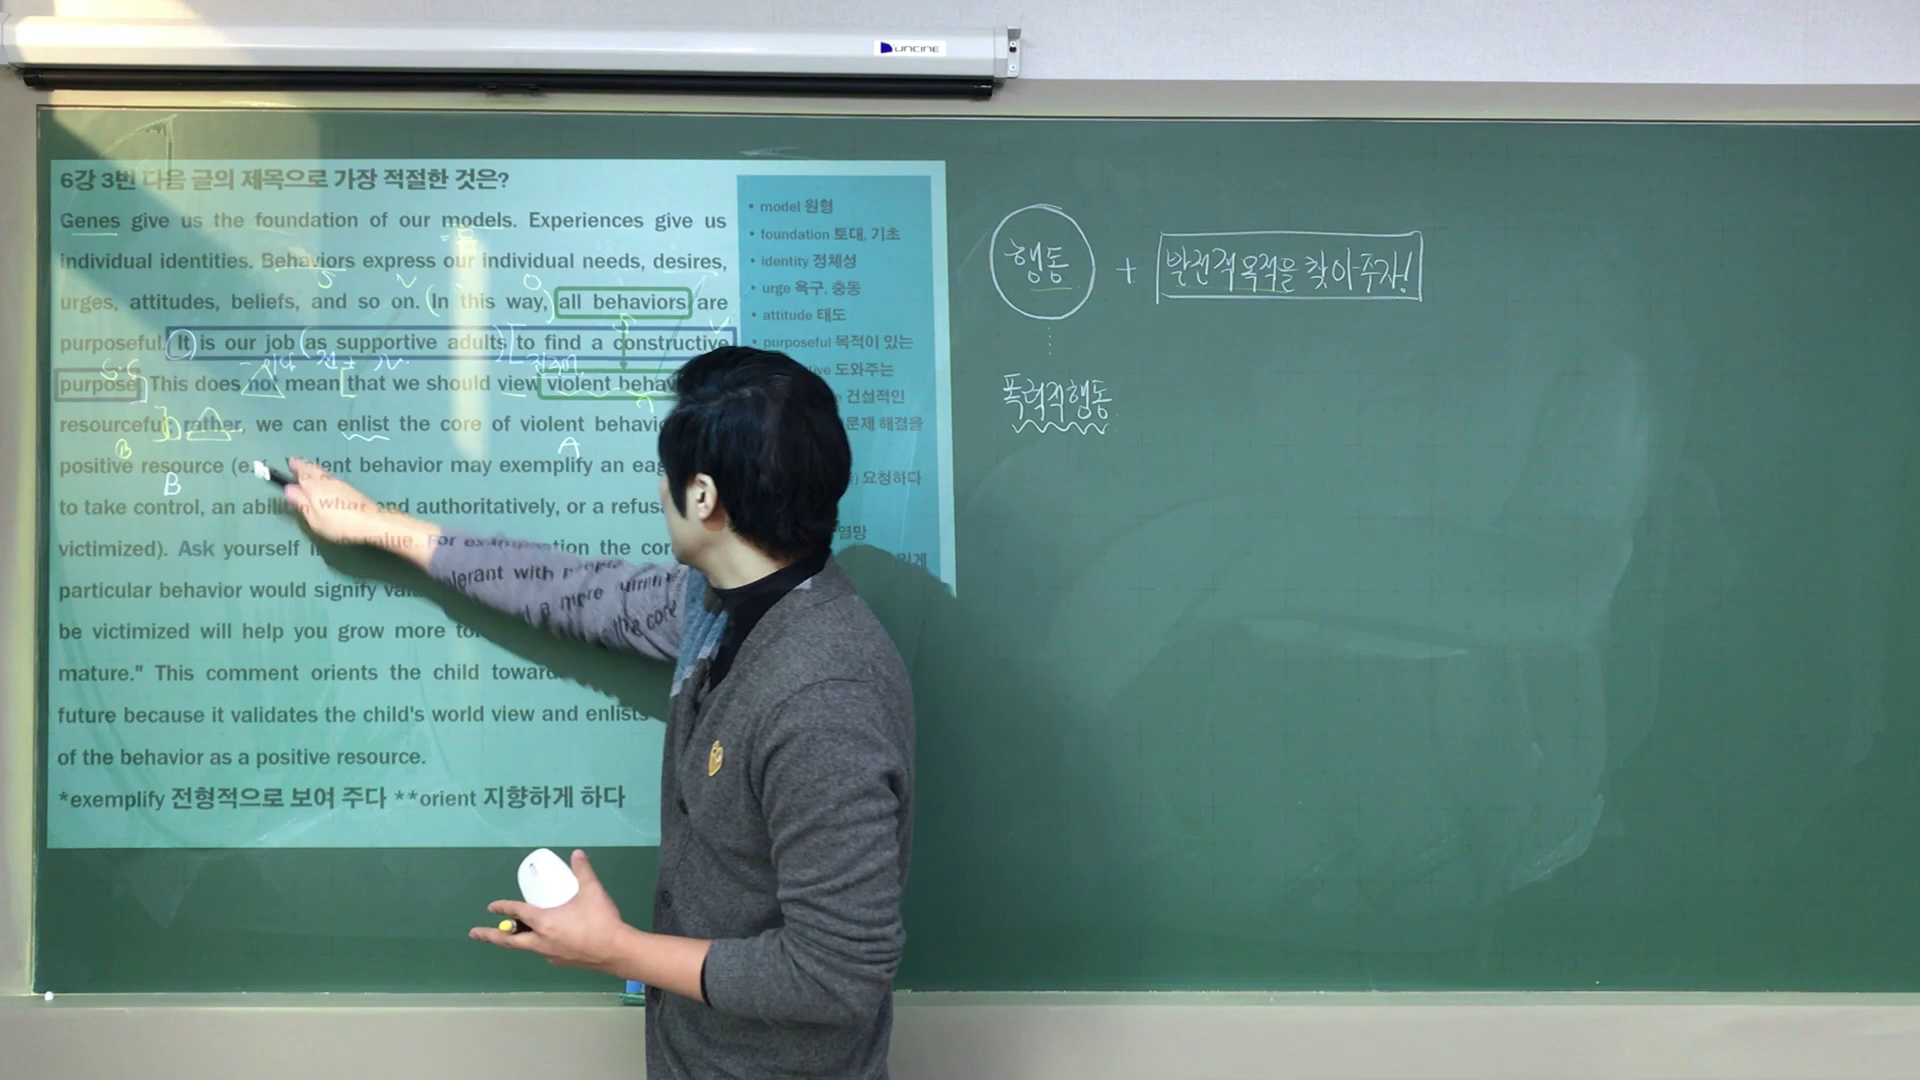 UNCINE
6강 3번 다음 글의 제목으로 가장 적절한 것은?
Genes give us the foundation of our models. Experiences give us
individual identities. Behaviors express our individual needs, desires,
urges, attitudes, beliefs, and so on. (In this way,) all behaviors are
purposeful. It is our job (as supportive adults) [to find a constructive
purpose]. This does not mean [that we should view violent behav
resourceful; rather, we can enlist the core of violent behavi
positive resource (e. violent behavior may exemplify an eag
to take control, an abili and authoritatively, or a refusa
victimized). Ask yourself value. For tion the cor
particular behavior would signify val
be victimized will help you grow more to
mature." This comment orients the child toward
future because it validates the child's world view and enlists
of the behavior as a positive resource.
*exemplify 전형적으로 보여 주다 **orient 지향하게 하다
S V O
S V
진주어
A
B
B
• model 원형
• foundation 토대, 기초
• identity 정체성
• urge 욕구, 충동
• attitude 태도
• purposeful 목적이 있는
ive 도와주는
건설적인
문제 해결을
요청하다
열망
있게
행동 + 발전적 목적을 찾아주자!
폭력적 행동